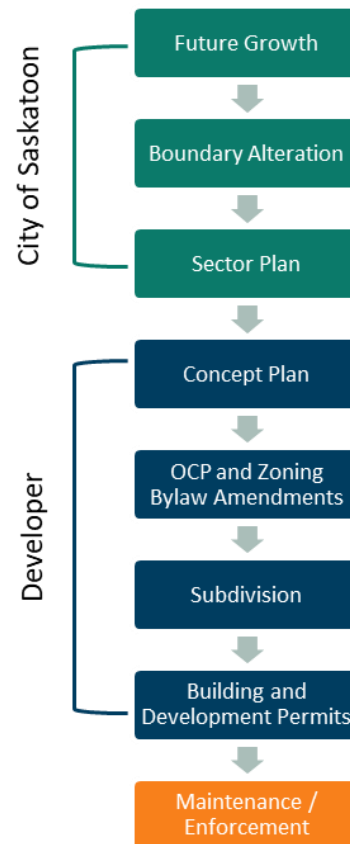 City of Saskatoon
Future Growth
Boundary Alteration
Sector Plan
Developer
Concept Plan
OCP and Zoning
Bylaw Amendments
Subdivision
Building and
Development Permits
Maintenance /
Enforcement